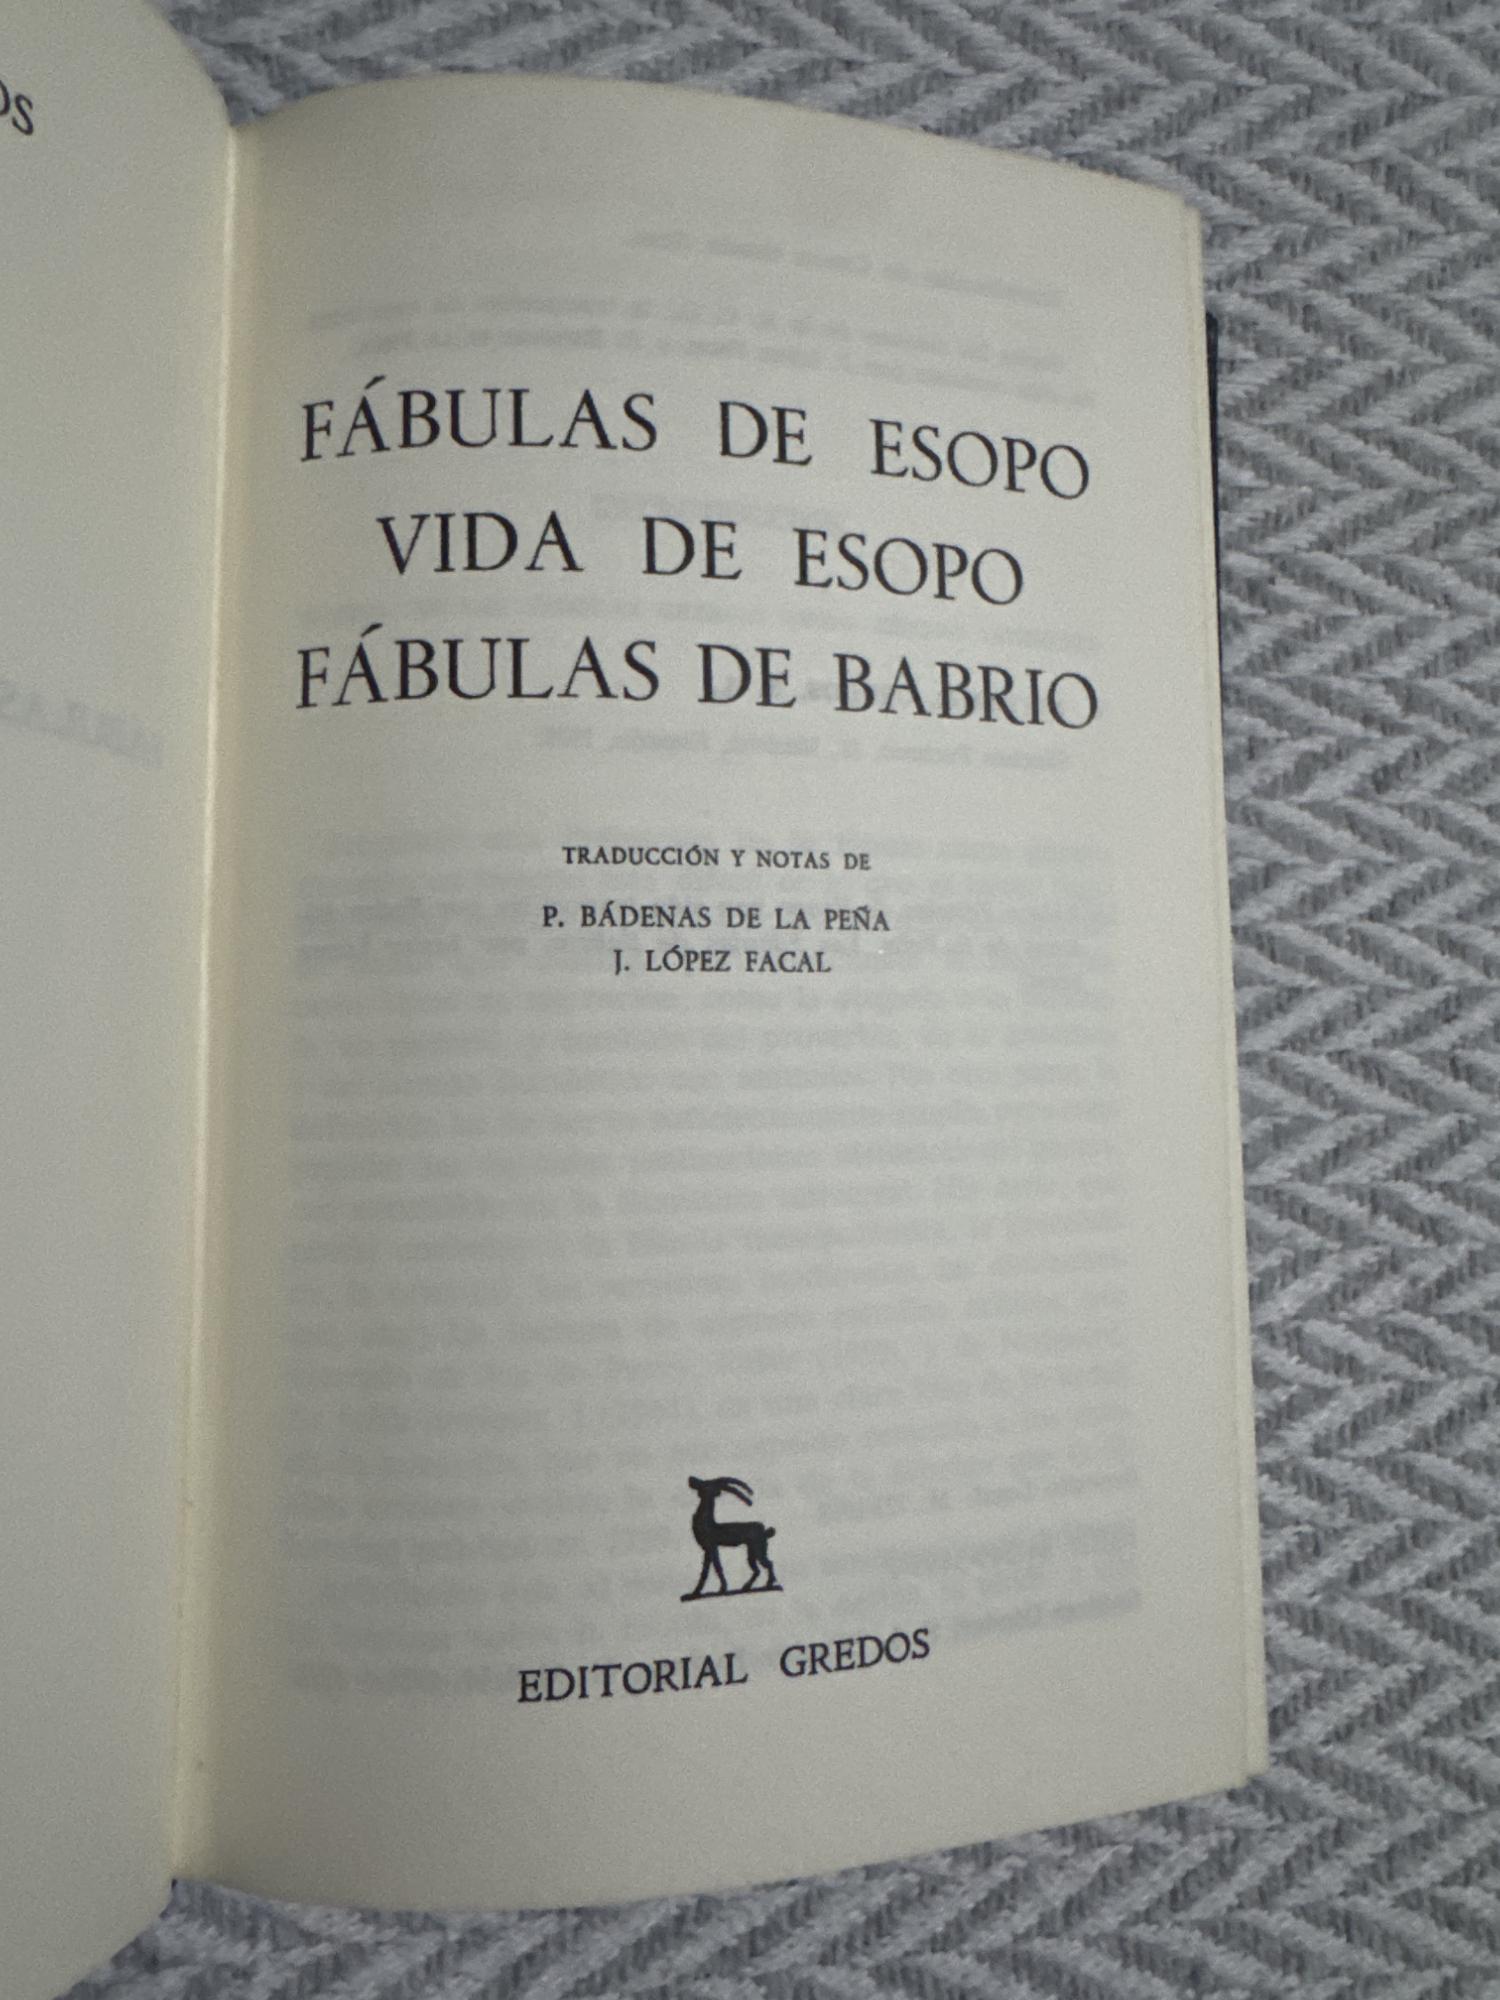 OS
FÁBULAS DE ESOPO
VIDA DE ESOPO
FÁBULAS DE BABRIO
TRADUCCIÓN Y NOTAS DE
P. BÁDENAS DE LA PEÑA
J. LÓPEZ FACAL
EDITORIAL GREDOS